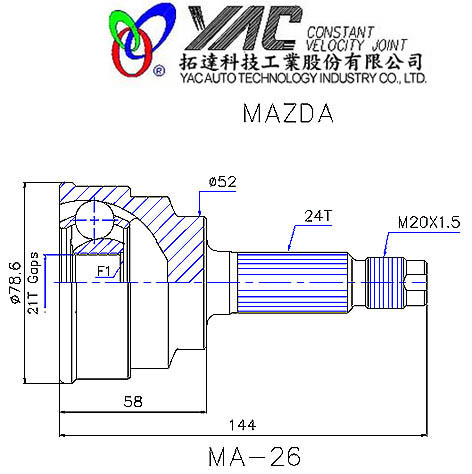 YAC CONSTANT
VELOCITY JOINT
®
拓達科技工業股份有限公司
YAC AUTO TECHNOLOGY INDUSTRY CO., LTD.
MAZDA
ø52
24T
M20X1.5
ø78.6
21T Gaps
F1
58
144
MA-26